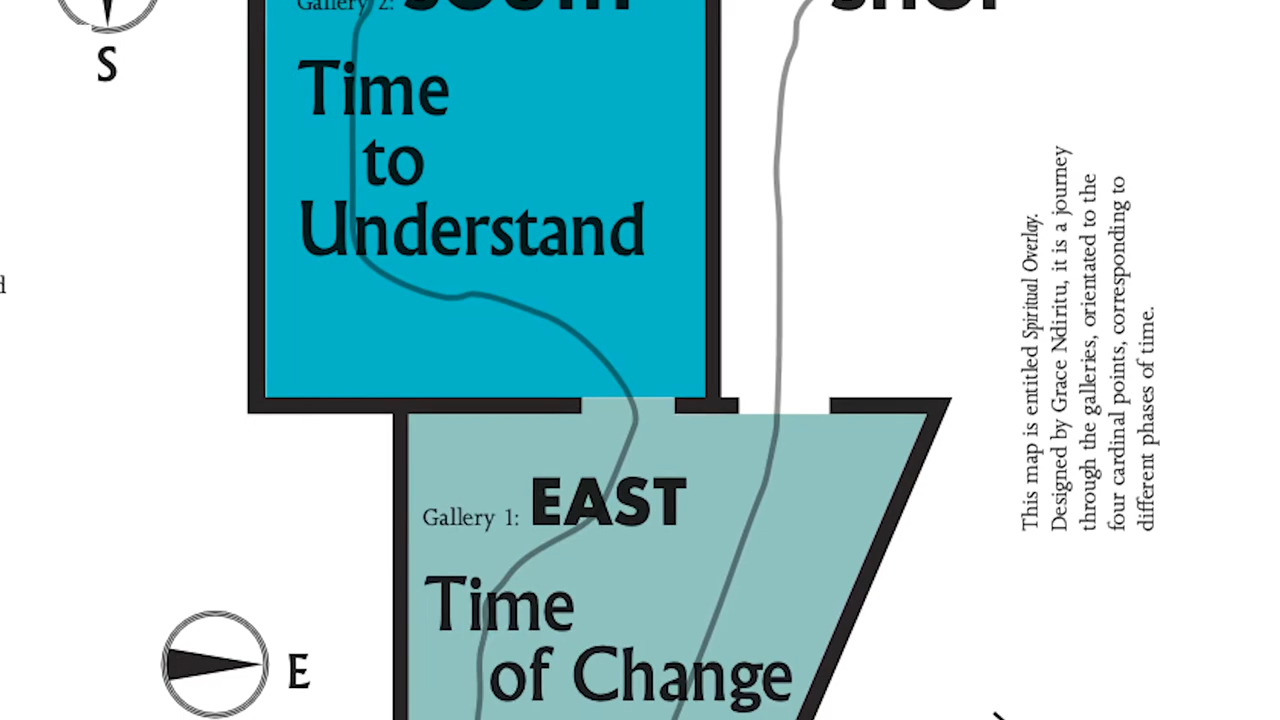 Gallery 2: SOUTH
SHOP
S
Time
to
Understand
This map is entitled Spiritual Overlay.
Designed by Grace Ndiritu, it is a journey
through the galleries, orientated to the
four cardinal points, corresponding to
different phases of time.
d
Gallery 1: EAST
Time
of Change
E